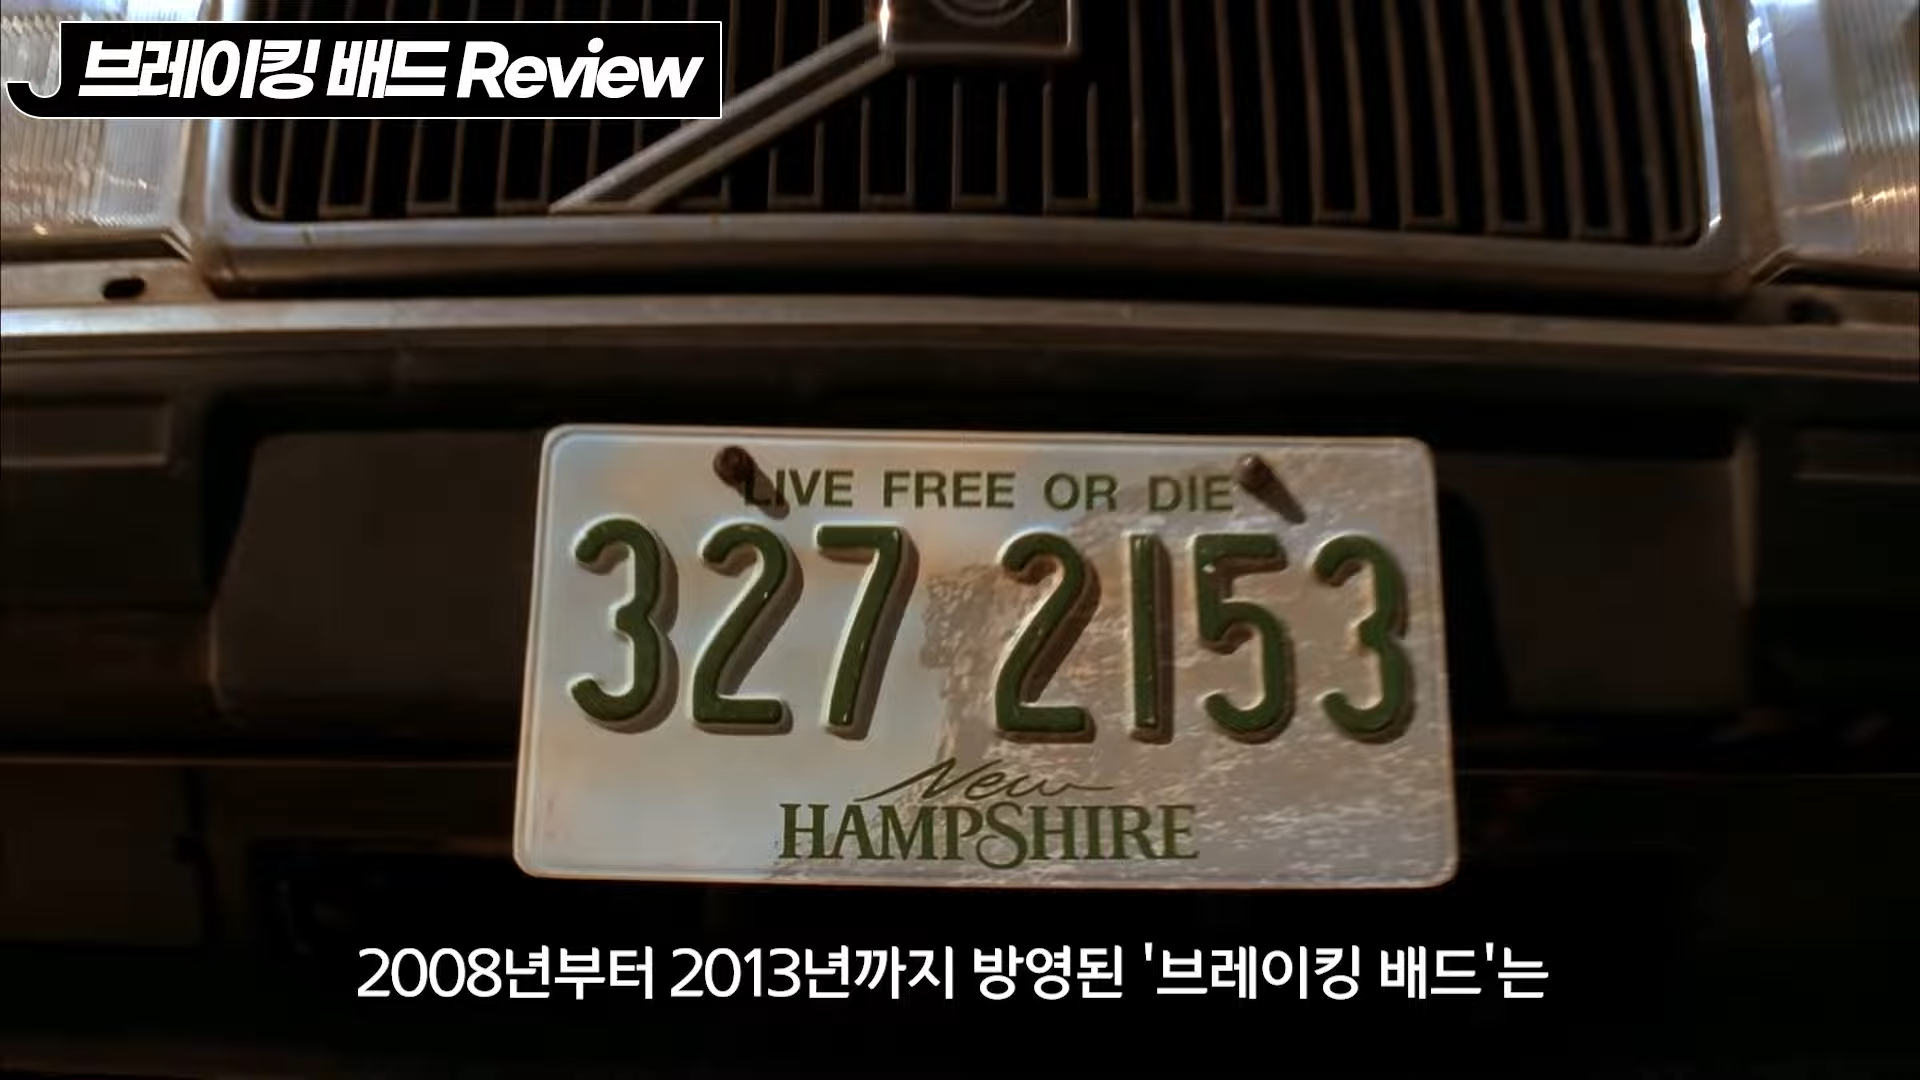 브레이킹 배드 Review
LIVE FREE OR DIE
327 2153
New
HAMPSHIRE
2008년부터 2013년까지 방영된 '브레이킹 배드'는